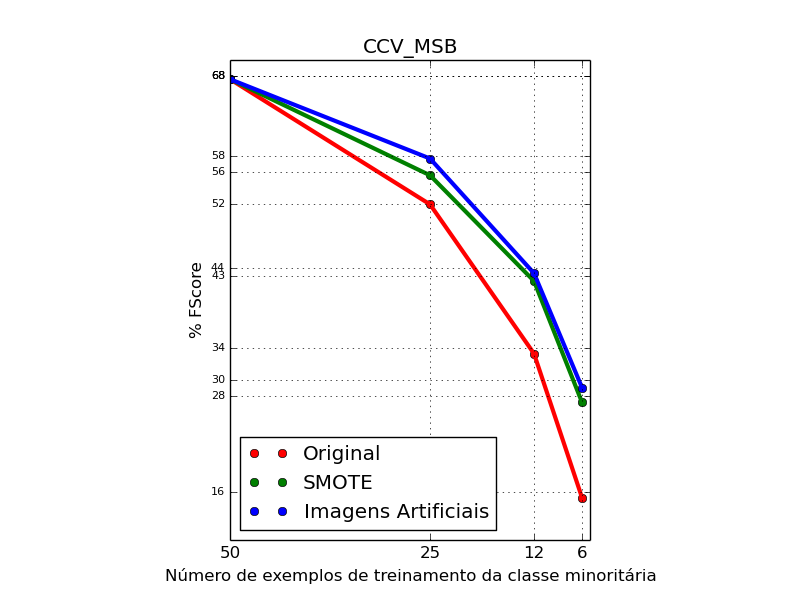 CCV_MSB
68
58
56
52
44
43
34
30
28
16
% FScore
Original
SMOTE
Imagens Artificiais
50 25 12 6
Número de exemplos de treinamento da classe minoritária